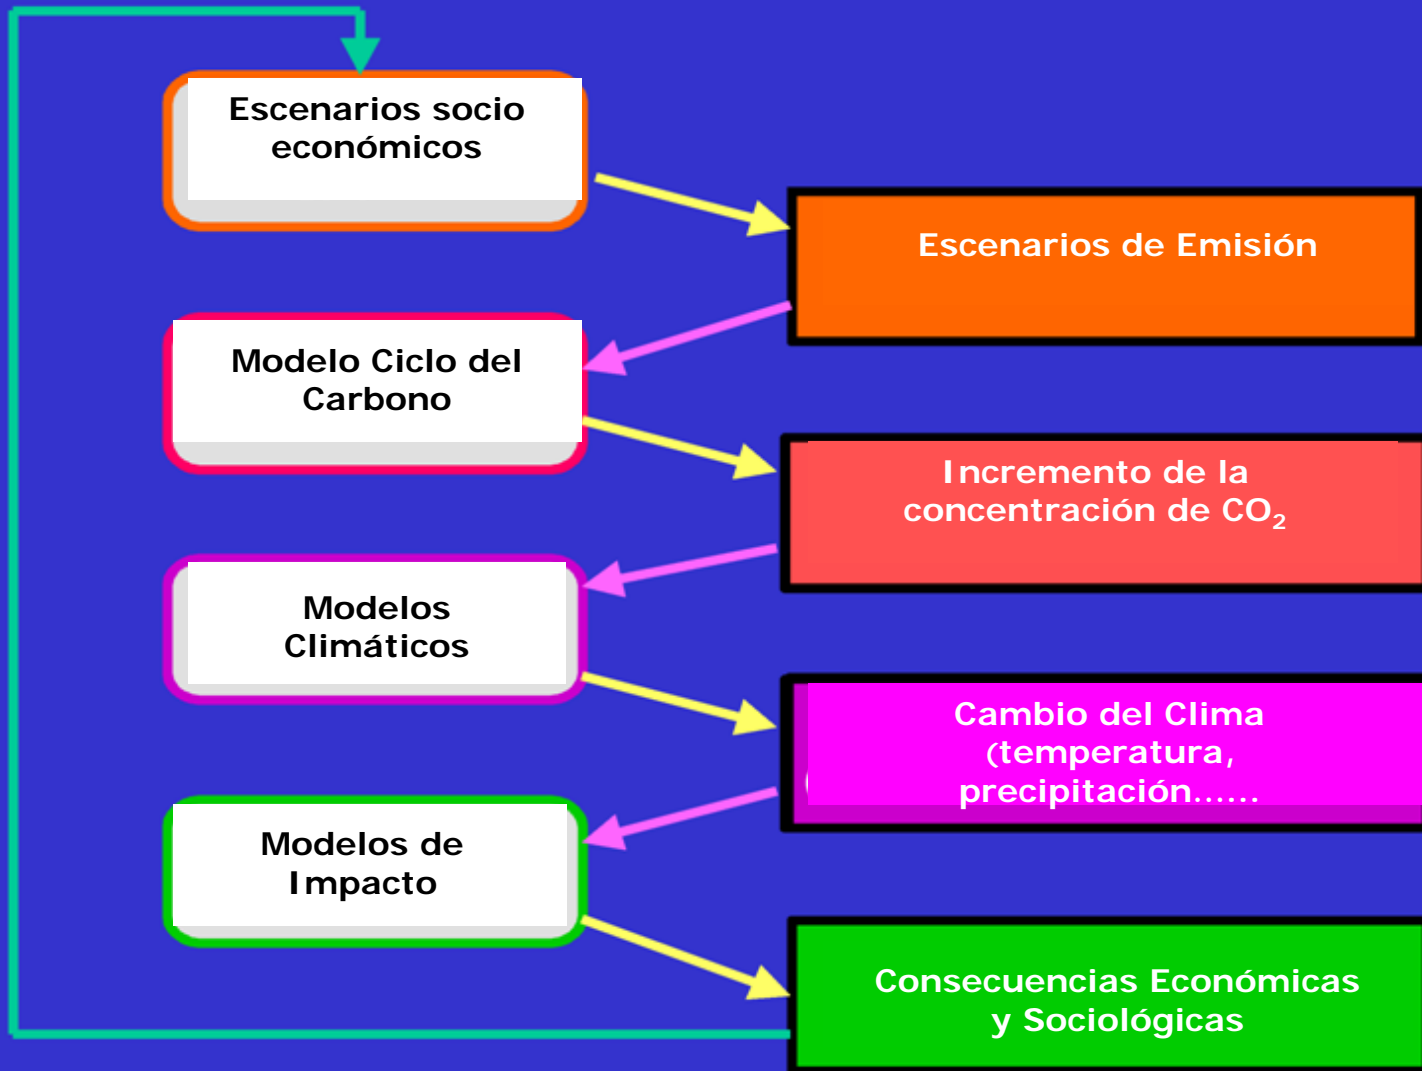 Escenarios socio
económicos
Escenarios de Emisión
Modelo Ciclo del
Carbono
Incremento de la
concentración de CO₂
Modelos
Climáticos
Cambio del Clima
(temperatura,
precipitación......
Modelos de
Impacto
Consecuencias Económicas
y Sociológicas